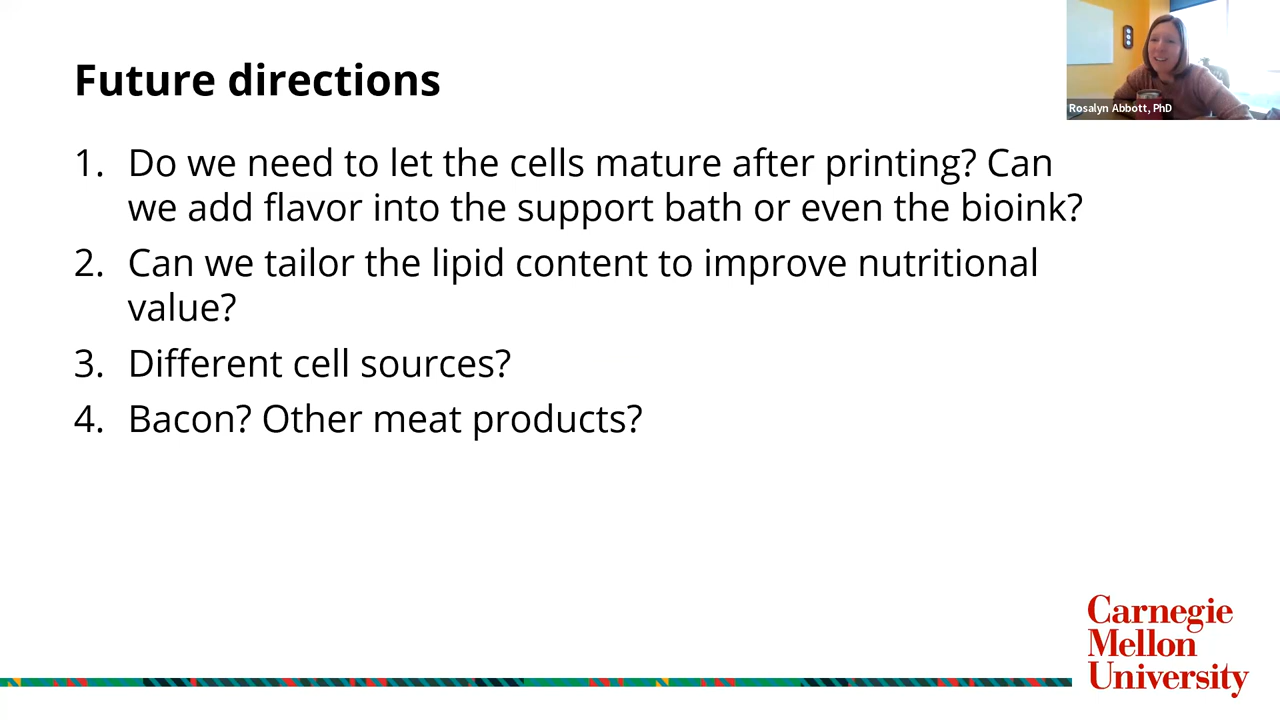 Future directions
Rosalyn Abbott, PhD
1. Do we need to let the cells mature after printing? Can
we add flavor into the support bath or even the bioink?
2. Can we tailor the lipid content to improve nutritional
value?
3. Different cell sources?
4. Bacon? Other meat products?
Carnegie
Mellon
University